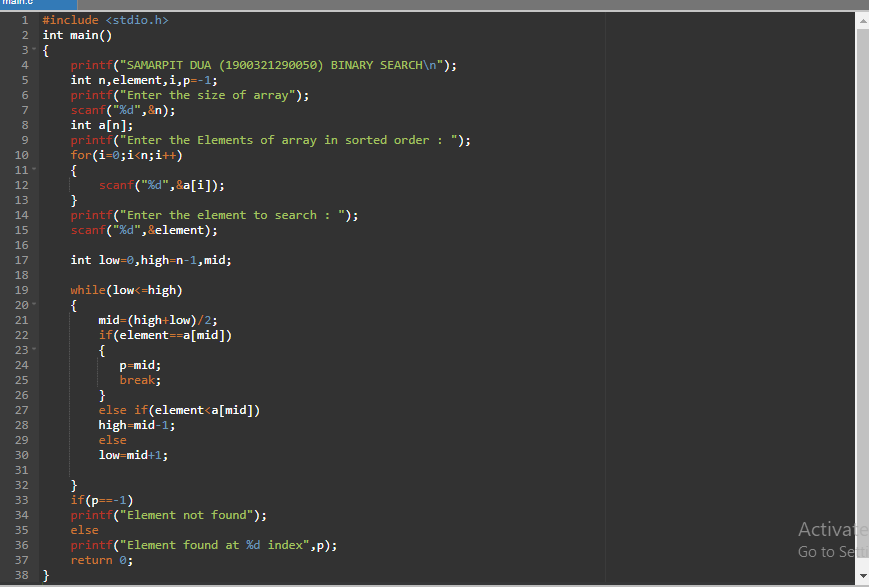 main.c
1 #include <stdio.h>
2 int main()
3 {
4 printf("SAMARPIT DUA (1900321290050) BINARY SEARCH\n");
5 int n,element,i,p=-1;
6 printf("Enter the size of array");
7 scanf("%d",&n);
8 int a[n];
9 printf("Enter the Elements of array in sorted order : ");
10 for(i=0;i<n;i++)
11 {
12 scanf("%d",&a[i]);
13 }
14 printf("Enter the element to search : ");
15 scanf("%d",&element);
16
17 int low=0,high=n-1,mid;
18
19 while(low<=high)
20 {
21 mid=(high+low)/2;
22 if(element==a[mid])
23 {
24 p=mid;
25 break;
26 }
27 else if(element<a[mid])
28 high=mid-1;
29 else
30 low=mid+1;
31
32 }
33 if(p==-1)
34 printf("Element not found");
35 else
36 printf("Element found at %d index",p);
37 return 0;
38 }
Activate
Go to Setti